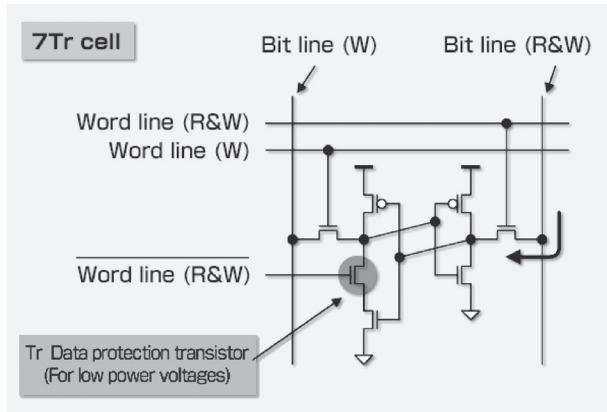 7Tr cell
Bit line (W)
Bit line (R&W)
Word line (R&W)
Word line (W)
Word line (R&W)
Tr Data protection transistor
(For low power voltages)